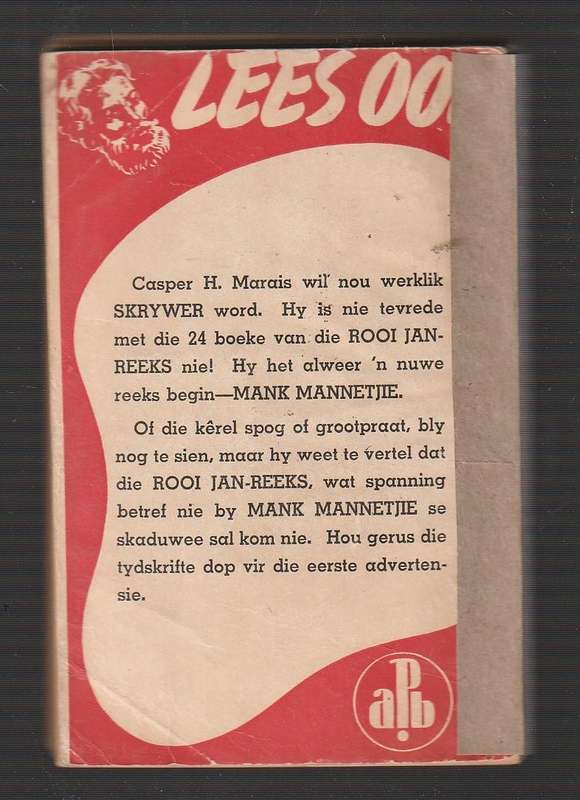 LEES OO
Casper H. Marais wil nou werklik
SKRYWER word. Hy is nie tevrede
met die 24 boeke van die ROOI JAN-
REEKS nie! Hy het alweer 'n nuwe
reeks begin—MANK MANNETJIE.
Of die kêrel spog of grootpraat, bly
nog te sien, maar hy weet te vertel dat
die ROOI JAN-REEKS, wat spanning
betref nie by MANK MANNETJIE se
skaduwee sal kom nie. Hou gerus die
tydskrifte dop vir die eerste adverten-
sie.
aPb